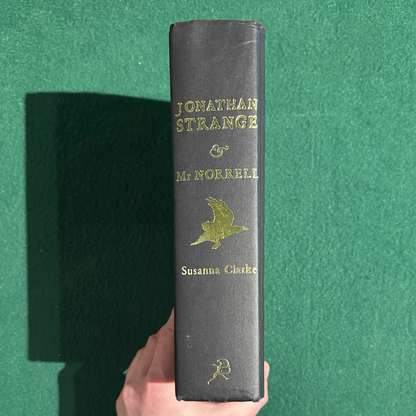 JONATHAN
STRANGE
&
Mr NORRELL
Susanna Clarke